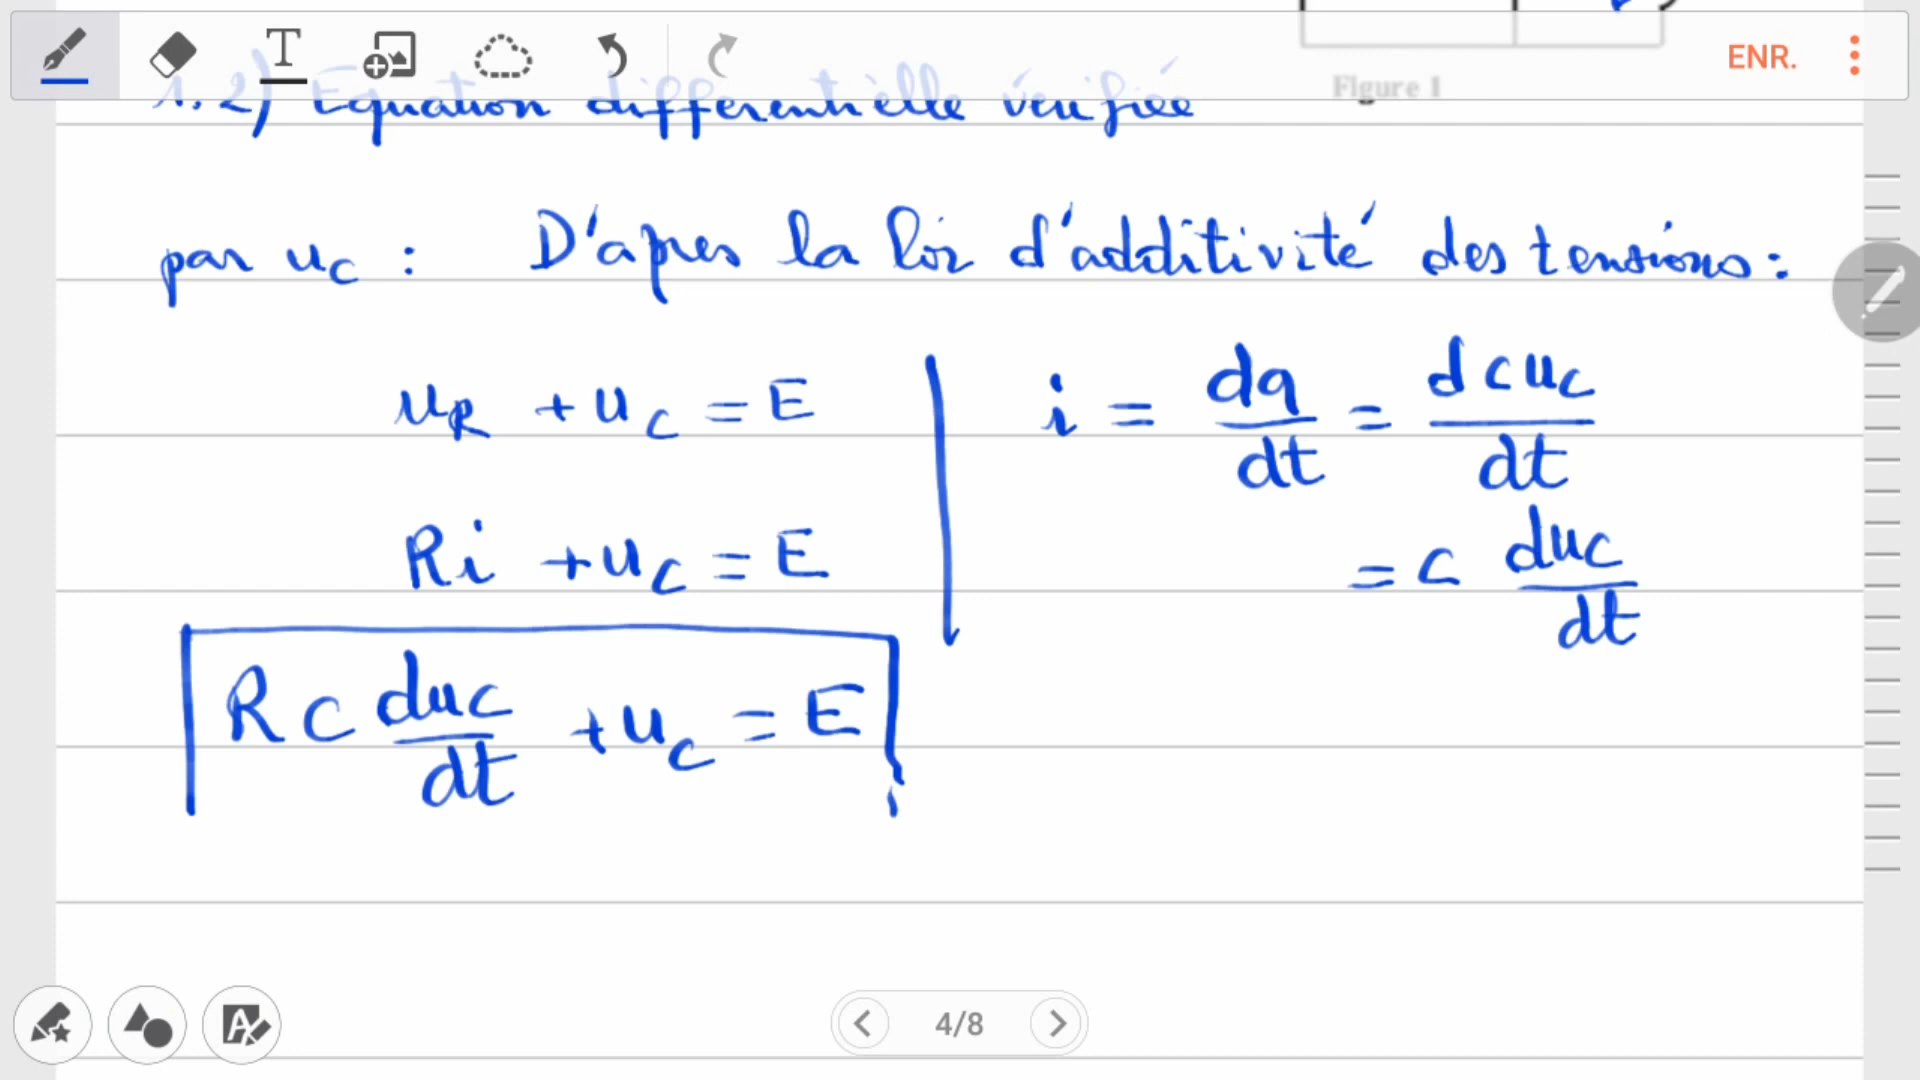 T
ENR.
Figure 1
1.2) Equation différentielle vérifiée
par uc : D'après la loi d'additivité des tensions :
uR + uc = E
i = dq/dt = dcuc/dt
Ri + uc = E
= c duc/dt
RC duc/dt + uc = E
4/8